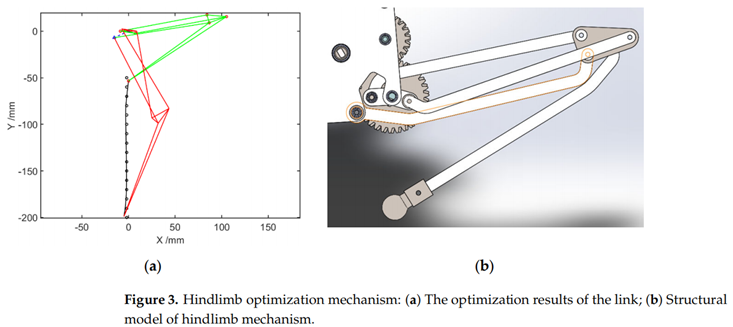 0
-50
-100
-150
-200
Y /mm
-50
0
50
100
150
X /mm
(a)
(b)
Figure 3. Hindlimb optimization mechanism: (a) The optimization results of the link; (b) Structural
model of hindlimb mechanism.